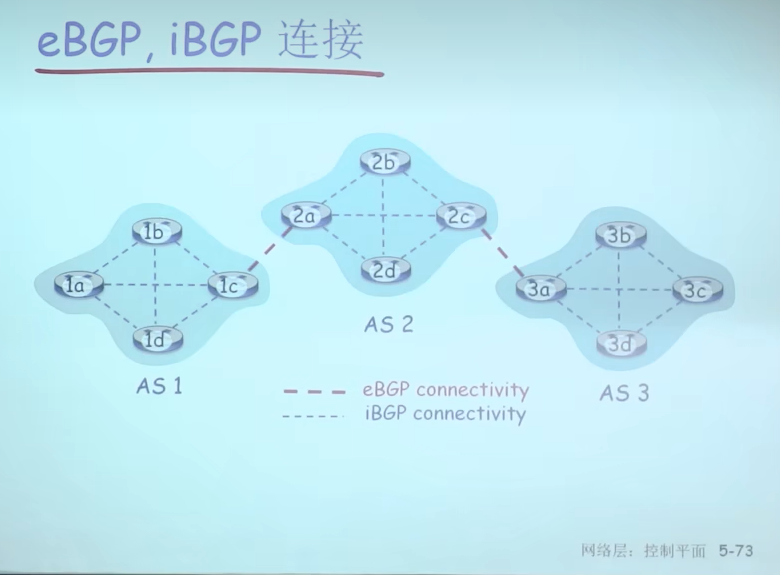 eBGP, iBGP 连接
2b
2a
2c
2d
AS 2
1b
1a
1c
1d
AS 1
3b
3a
3c
3d
AS 3
eBGP connectivity
iBGP connectivity
网络层：控制平面 5-73